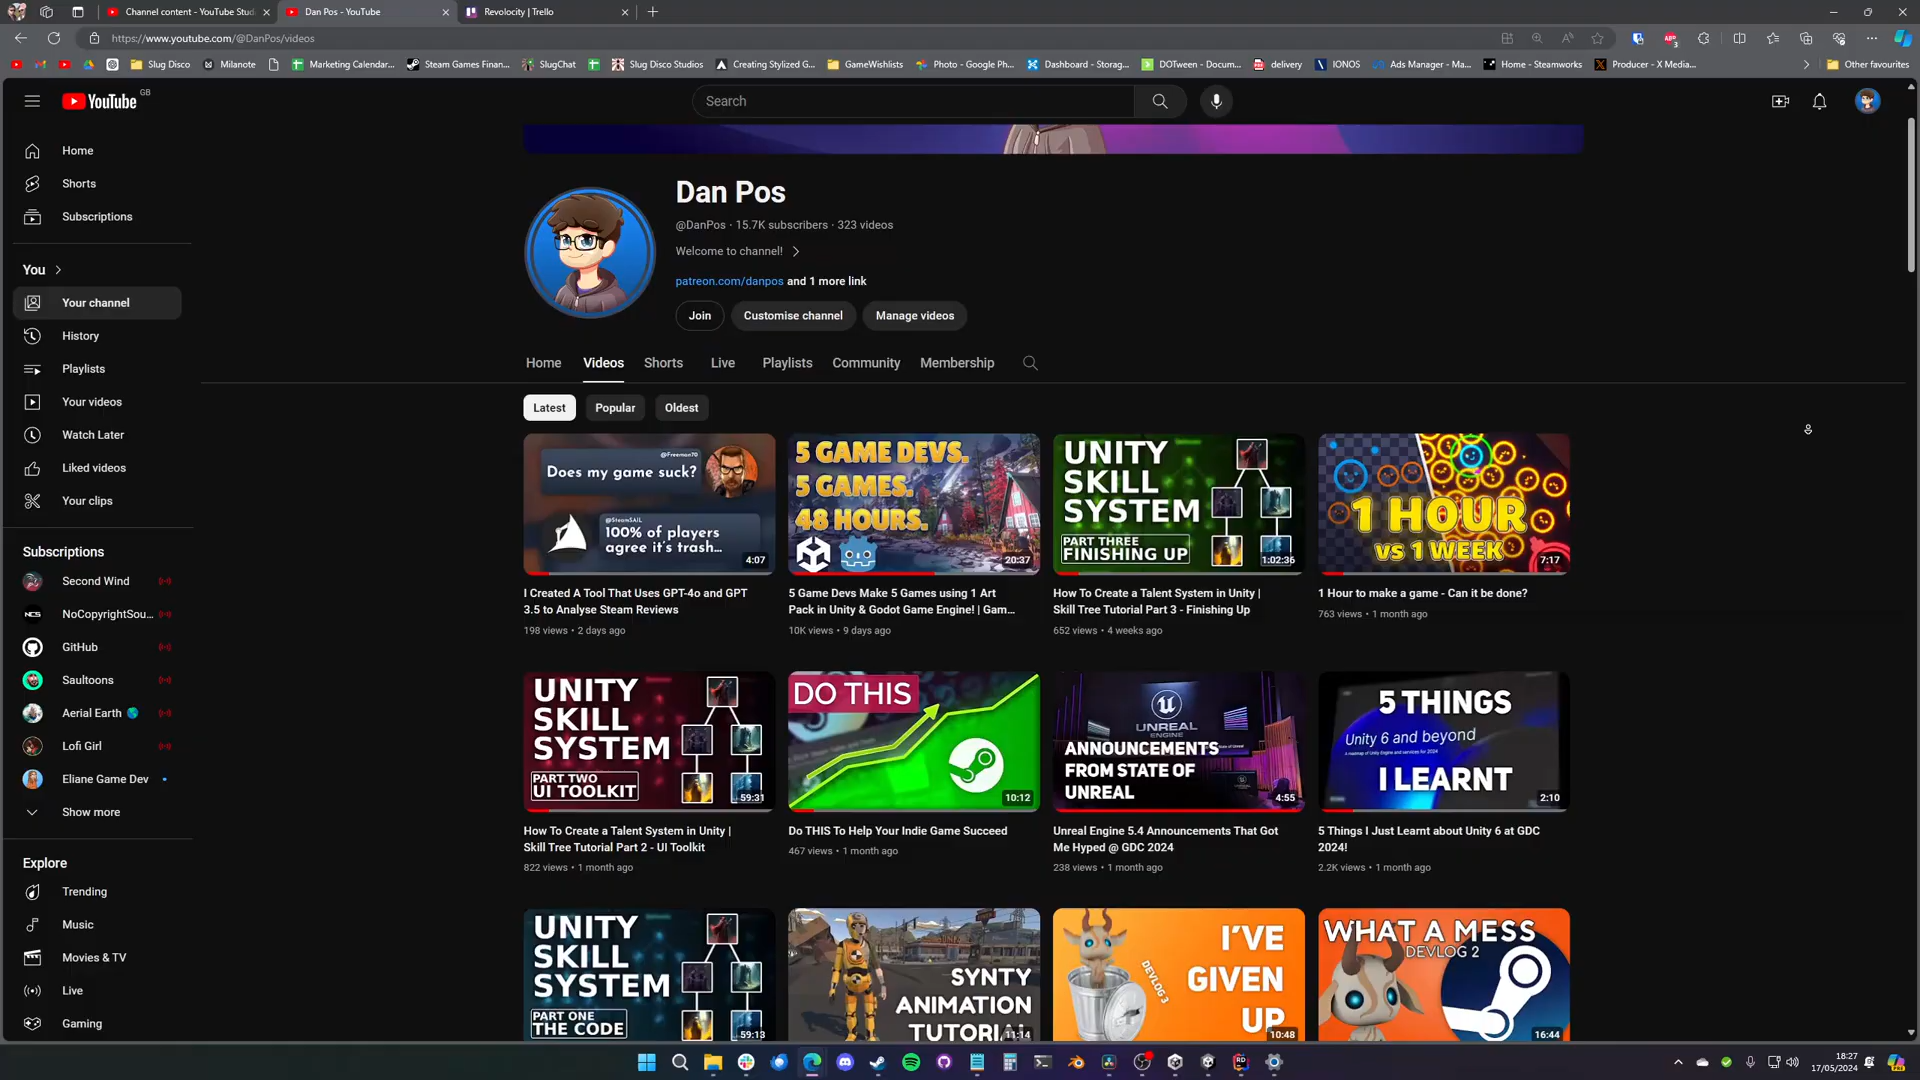 Channel content - YouTube Stud
Dan Pos - YouTube
Revolocity | Trello
https://www.youtube.com/@DanPos/videos
Slug Disco
Milanote
Marketing Calendar...
Steam Games Finan...
SlugChat
Slug Disco Studios
Creating Stylized G...
GameWishlists
Photo - Google Ph...
Dashboard - Storag...
DOTween - Docum...
delivery
IONOS
Ads Manager - Ma...
Home - Steamworks
Producer - X Media...
Other favourites
YouTube GB
Search
Home
Shorts
Subscriptions
You
Your channel
History
Playlists
Your videos
Watch Later
Liked videos
Your clips
Subscriptions
Second Wind
NoCopyrightSou...
GitHub
Saultoons
Aerial Earth
Lofi Girl
Eliane Game Dev
Show more
Explore
Trending
Music
Movies & TV
Live
Gaming
Dan Pos
@DanPos · 15.7K subscribers · 323 videos
Welcome to channel!
patreon.com/danpos and 1 more link
Join
Customise channel
Manage videos
Home
Videos
Shorts
Live
Playlists
Community
Membership
Latest
Popular
Oldest
@Freeman70
Does my game suck?
@SteamSAIL
100% of players
agree it's trash...
4:07
I Created A Tool That Uses GPT-4o and GPT
3.5 to Analyse Steam Reviews
198 views • 2 days ago
5 GAME DEVS.
5 GAMES.
48 HOURS.
20:37
5 Game Devs Make 5 Games using 1 Art
Pack in Unity & Godot Game Engine! | Gam...
10K views • 9 days ago
UNITY
SKILL
SYSTEM
PART THREE
FINISHING UP
1:02:36
How To Create a Talent System in Unity |
Skill Tree Tutorial Part 3 - Finishing Up
652 views • 4 weeks ago
1 HOUR
VS 1 WEEK
7:17
1 Hour to make a game - Can it be done?
763 views • 1 month ago
UNITY
SKILL
SYSTEM
PART TWO
UI TOOLKIT
59:31
How To Create a Talent System in Unity |
Skill Tree Tutorial Part 2 - UI Toolkit
822 views • 1 month ago
DO THIS
10:12
Do THIS To Help Your Indie Game Succeed
467 views • 1 month ago
UNREAL
ENGINE
ANNOUNCEMENTS
FROM STATE OF
UNREAL
4:55
Unreal Engine 5.4 Announcements That Got
Me Hyped @ GDC 2024
238 views • 1 month ago
5 THINGS
Unity 6 and beyond
I LEARNT
2:10
5 Things I Just Learnt about Unity 6 at GDC
2024!
2.2K views • 1 month ago
UNITY
SKILL
SYSTEM
PART ONE
THE CODE
59:13
SYNTY
ANIMATION
TUTORIAL
11:14
DEVLOG 3
I'VE
GIVEN
UP
10:48
WHAT A MESS
DEVLOG 2
16:44
18:27
17/05/2024